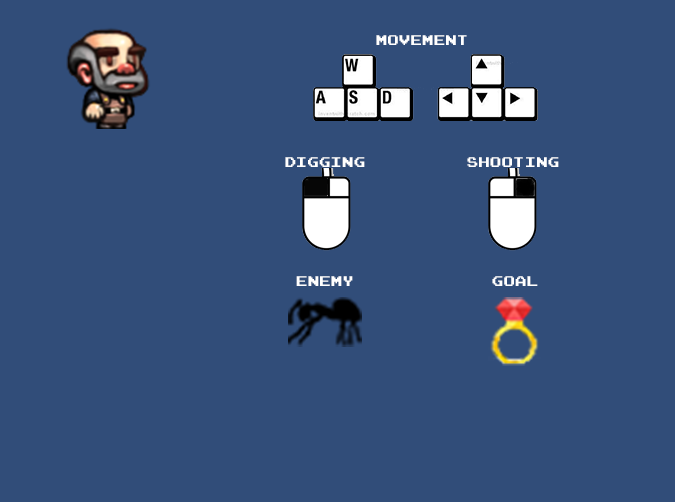 MOVEMENT
W
A S D
DIGGING SHOOTING
ENEMY GOAL